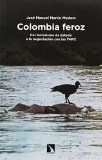 José Manuel Martín Medem
Colombia feroz
Del terrorismo de Estado
a la negociación con las FARC